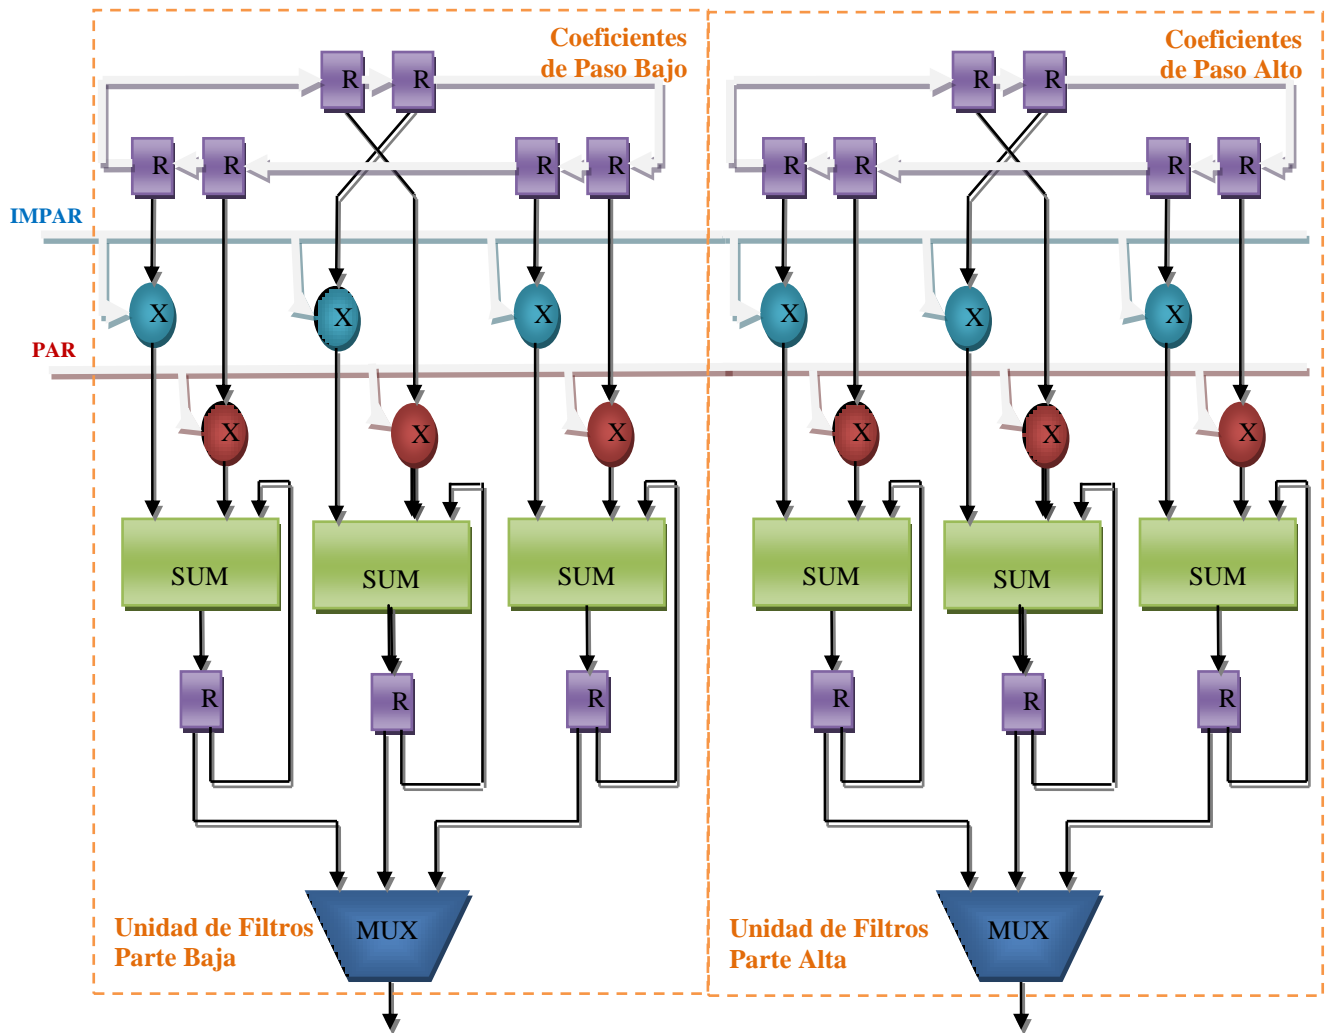 Coeficientes
de Paso Bajo
Coeficientes
de Paso Alto
R R R R
R R R R R R R R
IMPAR
X X X X X X
PAR
X X X X X X
SUM SUM SUM SUM SUM SUM
R R R R R R
Unidad de Filtros
Parte Baja
MUX
Unidad de Filtros
Parte Alta
MUX